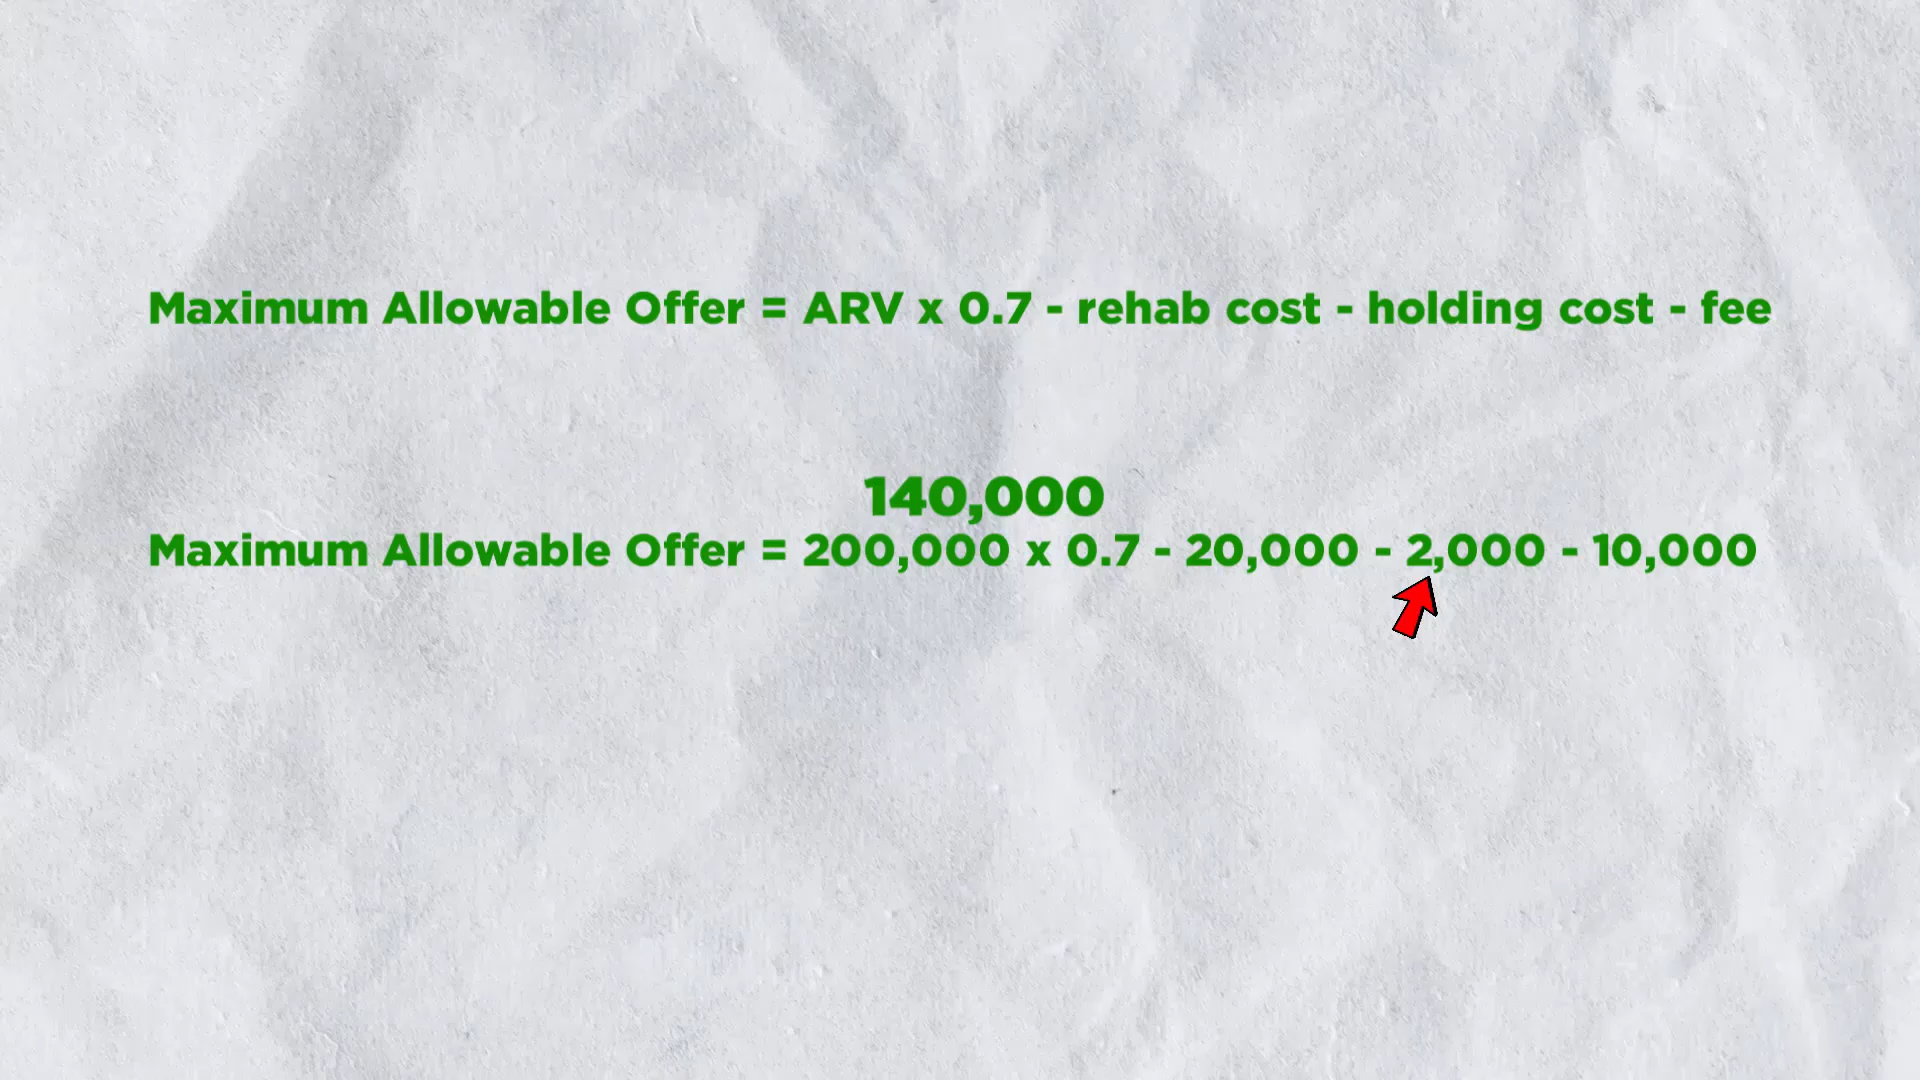 Maximum Allowable Offer = ARV x 0.7 - rehab cost - holding cost - fee
140,000
Maximum Allowable Offer = 200,000 x 0.7 - 20,000 - 2,000 - 10,000